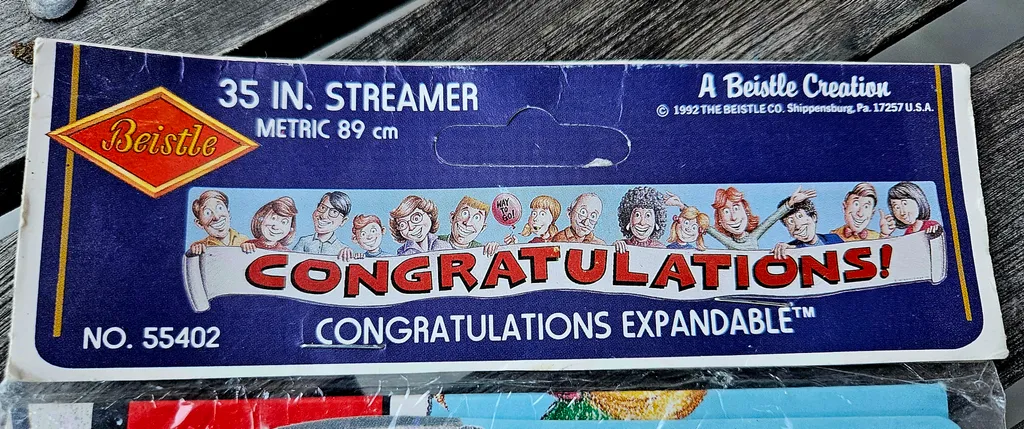 Beistle
35 IN. STREAMER
METRIC 89 cm
A Beistle Creation
© 1992 THE BEISTLE CO. Shippensburg, Pa. 17257 U.S.A.
WAY
TO
GO!
CONGRATULATIONS!
NO. 55402
CONGRATULATIONS EXPANDABLE™